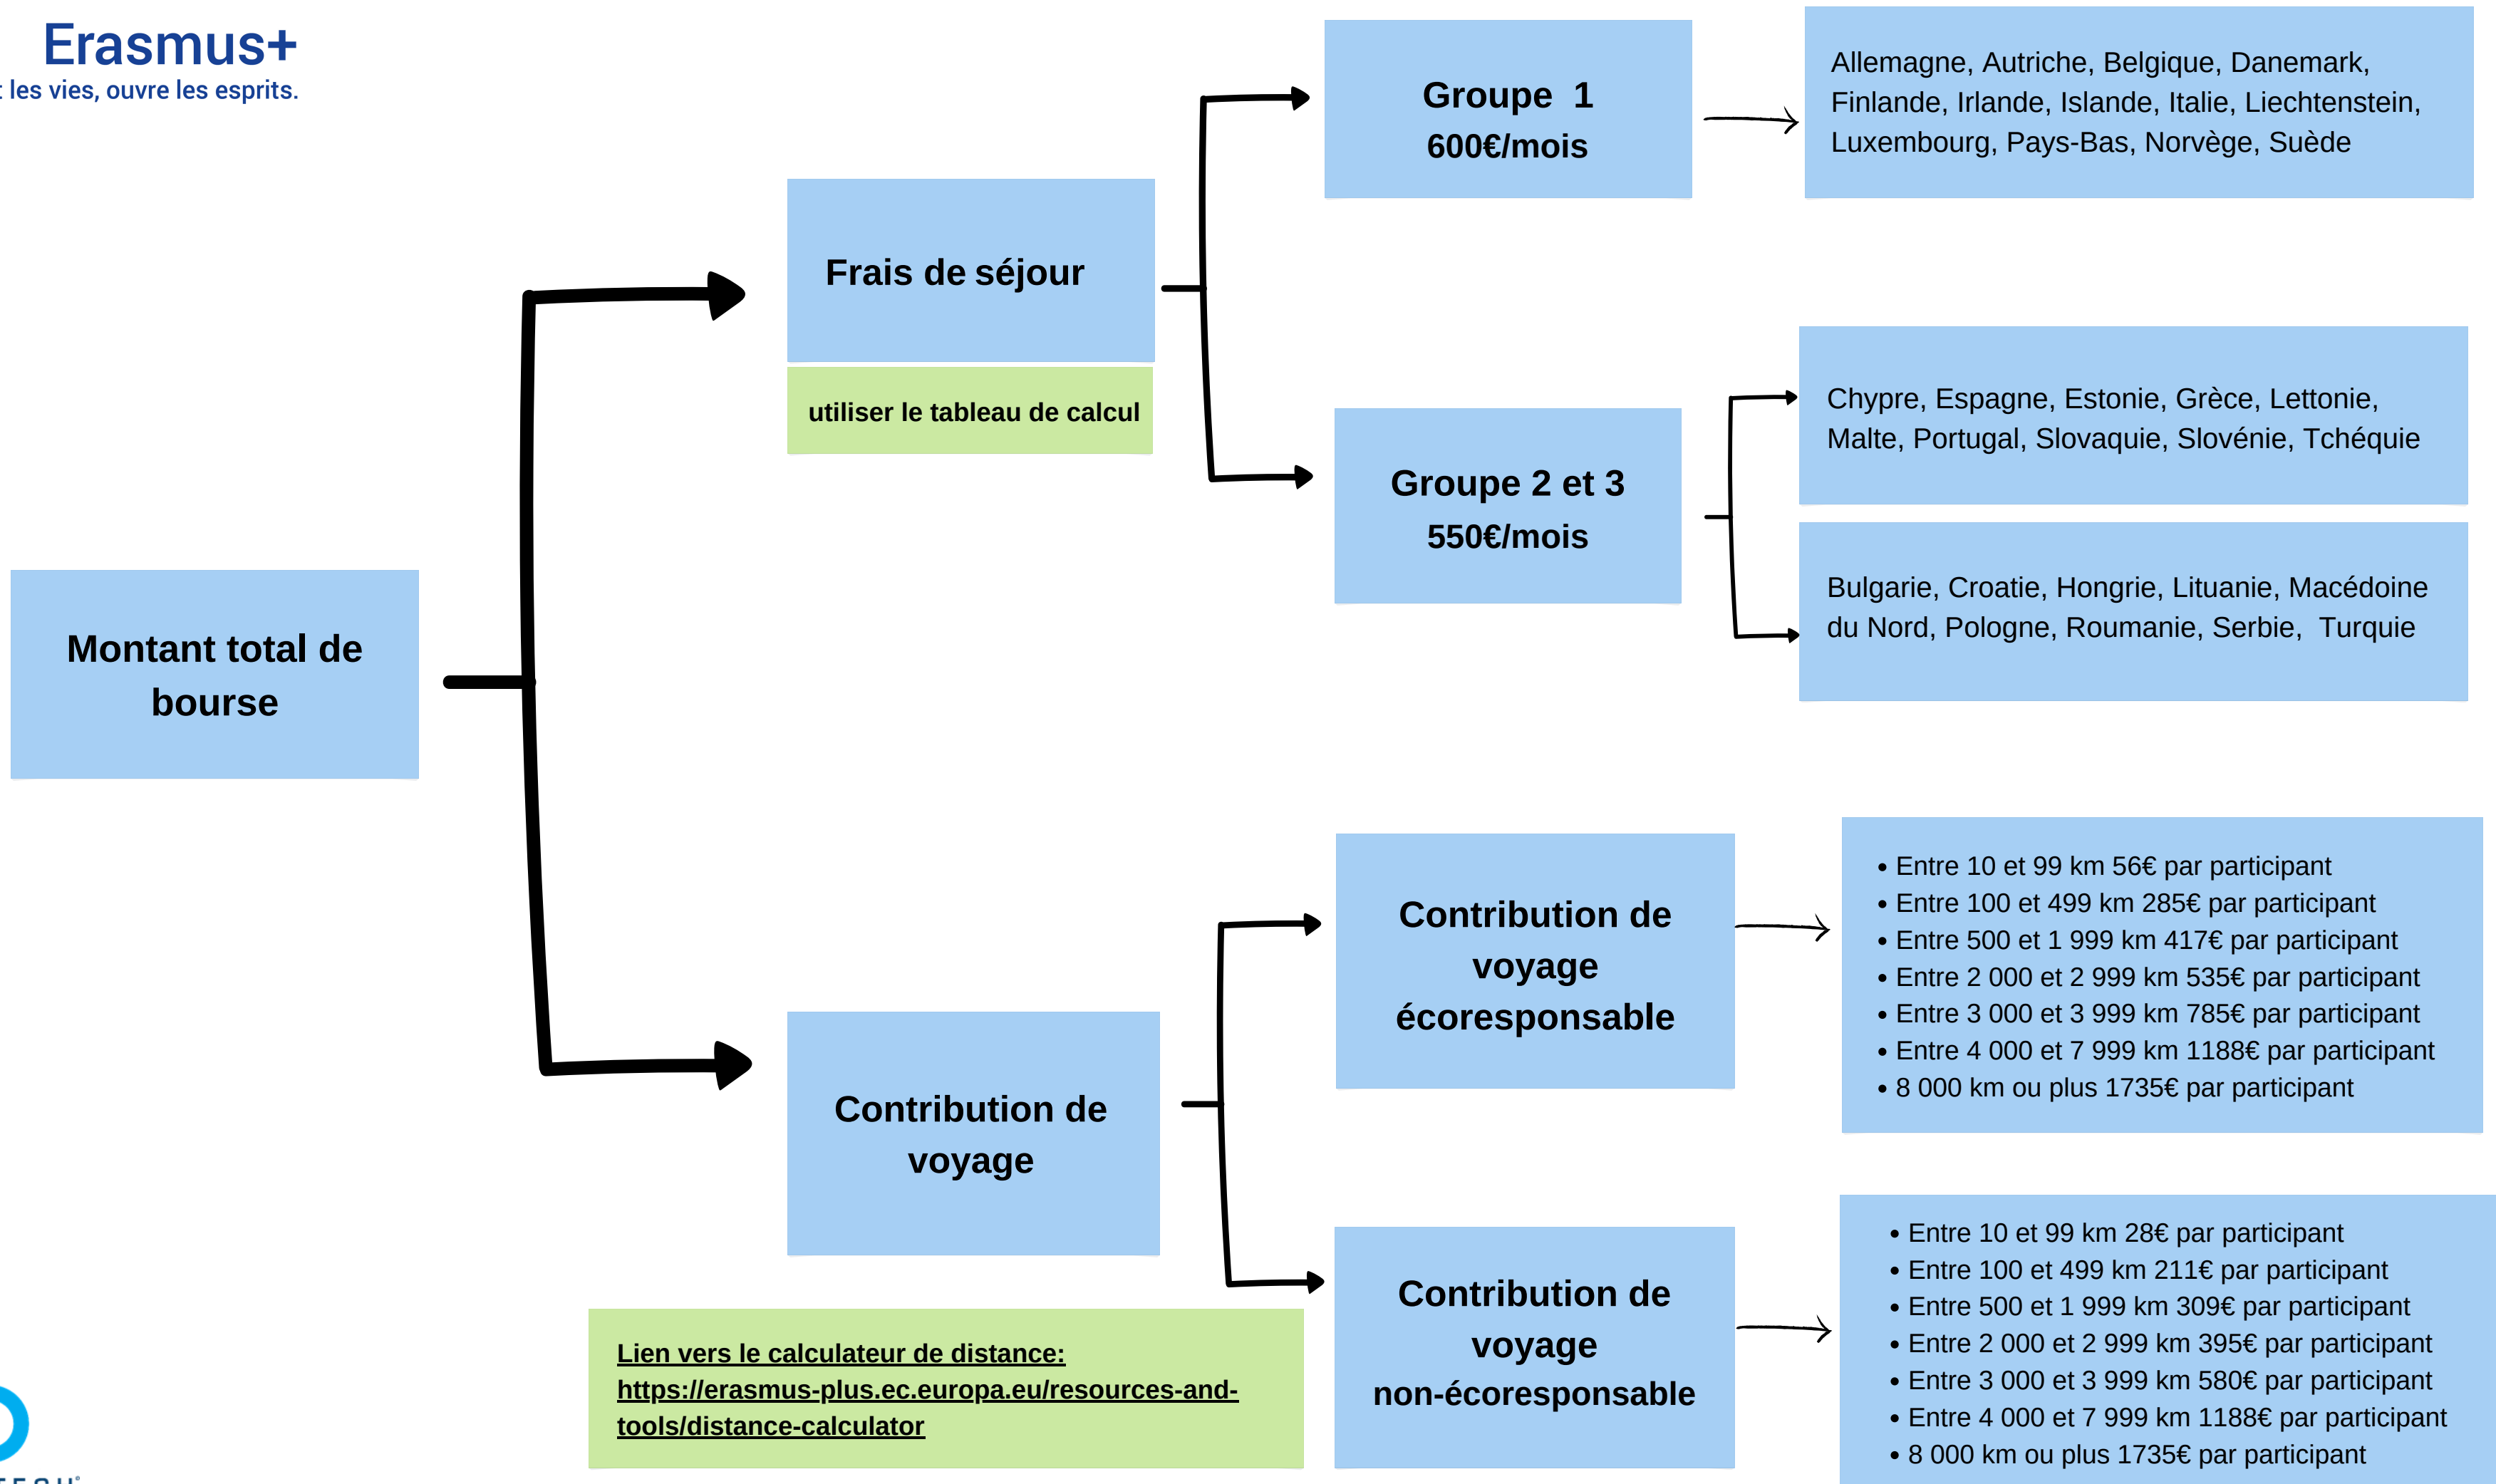 Erasmus+
les vies, ouvre les esprits.
Montant total de
bourse
Frais de séjour
utiliser le tableau de calcul
Groupe 1
600€/mois
Allemagne, Autriche, Belgique, Danemark,
Finlande, Irlande, Islande, Italie, Liechtenstein,
Luxembourg, Pays-Bas, Norvège, Suède
Groupe 2 et 3
550€/mois
Chypre, Espagne, Estonie, Grèce, Lettonie,
Malte, Portugal, Slovaquie, Slovénie, Tchéquie
Bulgarie, Croatie, Hongrie, Lituanie, Macédoine
du Nord, Pologne, Roumanie, Serbie, Turquie
Contribution de
voyage
Lien vers le calculateur de distance:
https://erasmus-plus.ec.europa.eu/resources-and-
tools/distance-calculator
Contribution de
voyage
écoresponsable
• Entre 10 et 99 km 56€ par participant
• Entre 100 et 499 km 285€ par participant
• Entre 500 et 1 999 km 417€ par participant
• Entre 2 000 et 2 999 km 535€ par participant
• Entre 3 000 et 3 999 km 785€ par participant
• Entre 4 000 et 7 999 km 1188€ par participant
• 8 000 km ou plus 1735€ par participant
Contribution de
voyage
non-écoresponsable
• Entre 10 et 99 km 28€ par participant
• Entre 100 et 499 km 211€ par participant
• Entre 500 et 1 999 km 309€ par participant
• Entre 2 000 et 2 999 km 395€ par participant
• Entre 3 000 et 3 999 km 580€ par participant
• Entre 4 000 et 7 999 km 1188€ par participant
• 8 000 km ou plus 1735€ par participant